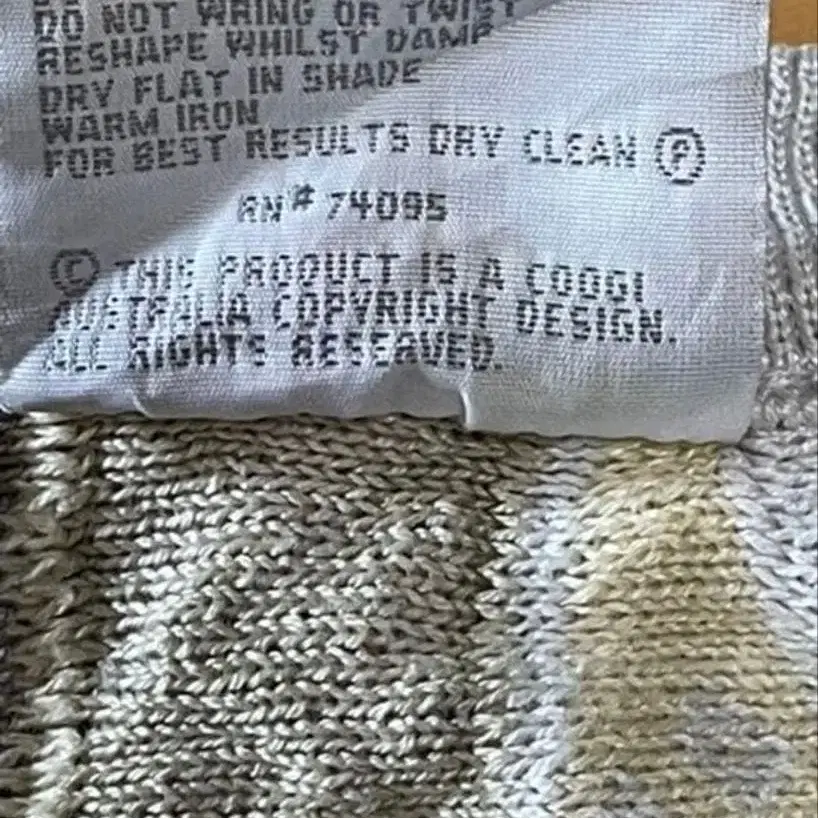 DO NOT WRING OR TWIST
RESHAPE WHILST DAMP
DRY FLAT IN SHADE
WARM IRON
FOR BEST RESULTS DRY CLEAN Ⓟ
RN# 74095
© THIS PRODUCT IS A COOGI
AUSTRALIA COPYRIGHT DESIGN.
ALL RIGHTS RESERVED.